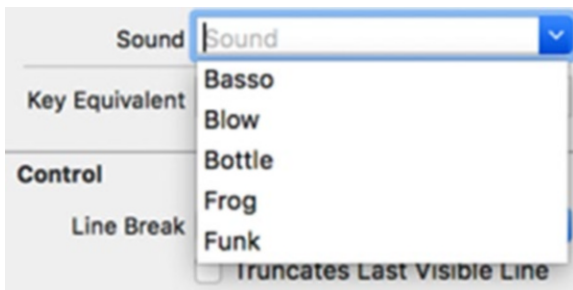 Sound Sound
Basso
Key Equivalent
Blow
Bottle
Control
Frog
Line Break
Funk
Truncates Last Visible Line